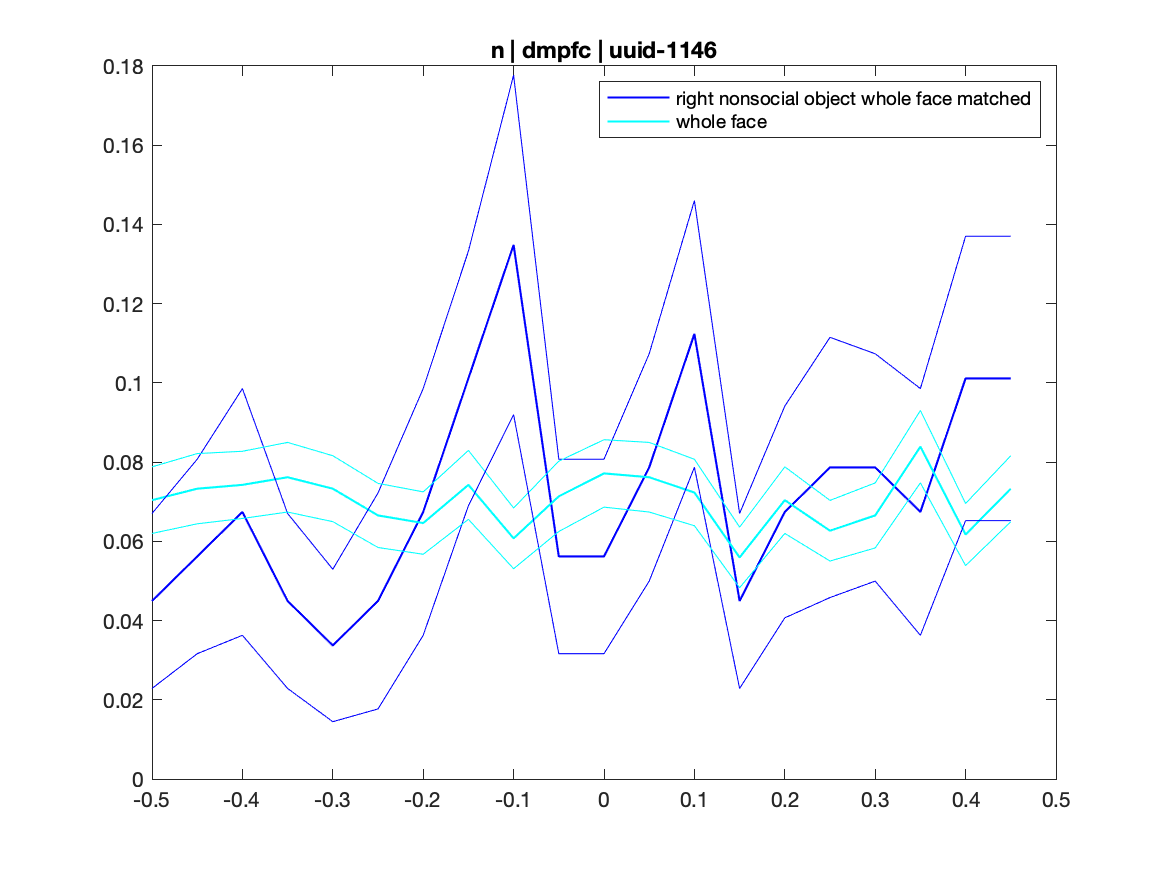 n | dmpfc | uuid-1146
right nonsocial object whole face matched
whole face
0.18
0.16
0.14
0.12
0.1
0.08
0.06
0.04
0.02
0
-0.5 -0.4 -0.3 -0.2 -0.1 0 0.1 0.2 0.3 0.4 0.5